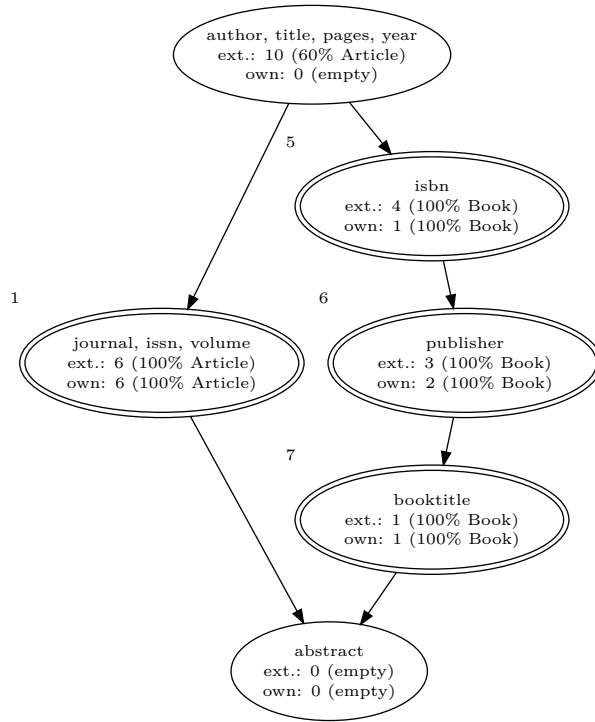 author, title, pages, year
ext.: 10 (60% Article)
own: 0 (empty)
5
isbn
ext.: 4 (100% Book)
own: 1 (100% Book)
1
journal, issn, volume
ext.: 6 (100% Article)
own: 6 (100% Article)
6
publisher
ext.: 3 (100% Book)
own: 2 (100% Book)
7
booktitle
ext.: 1 (100% Book)
own: 1 (100% Book)
abstract
ext.: 0 (empty)
own: 0 (empty)